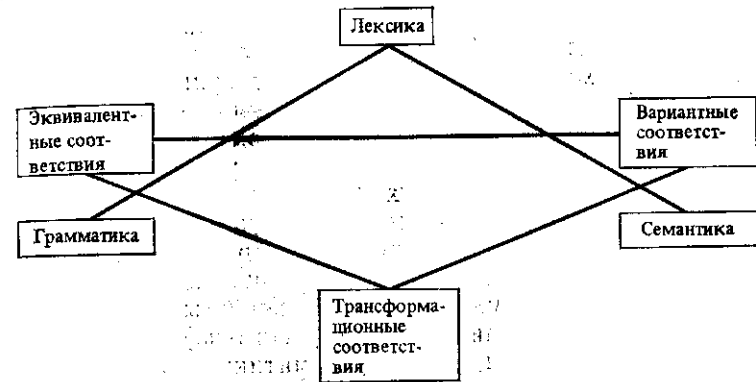 Лексика
Эквивалент-
ные соот-
ветствия
Вариантные
соответст-
вия
Грамматика
Семантика
Трансформа-
ционные
соответст-
вия